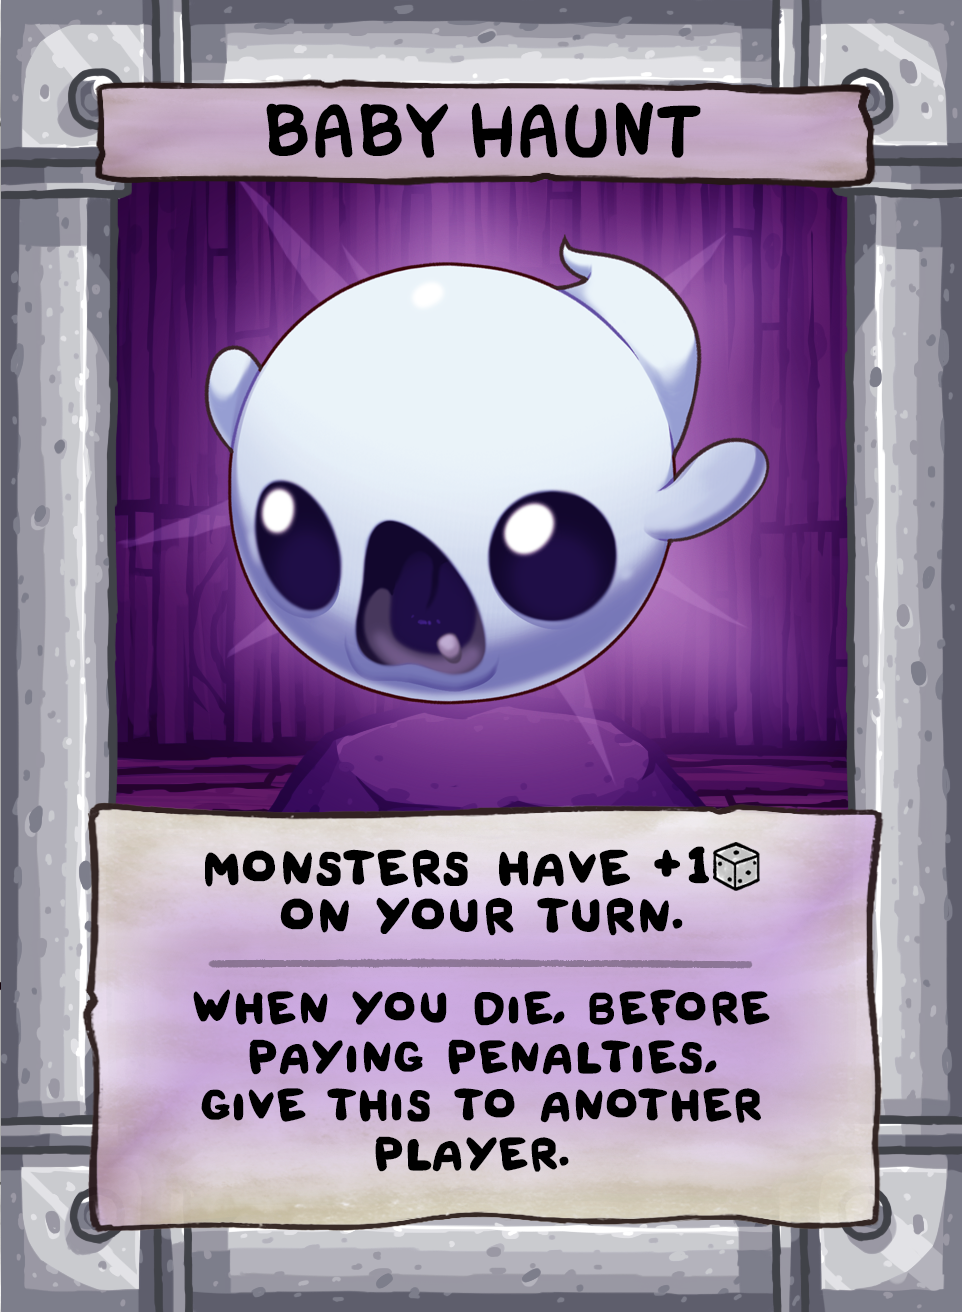 BABY HAUNT
MONSTERS HAVE +1
ON YOUR TURN.
WHEN YOU DIE, BEFORE
PAYING PENALTIES,
GIVE THIS TO ANOTHER
PLAYER.